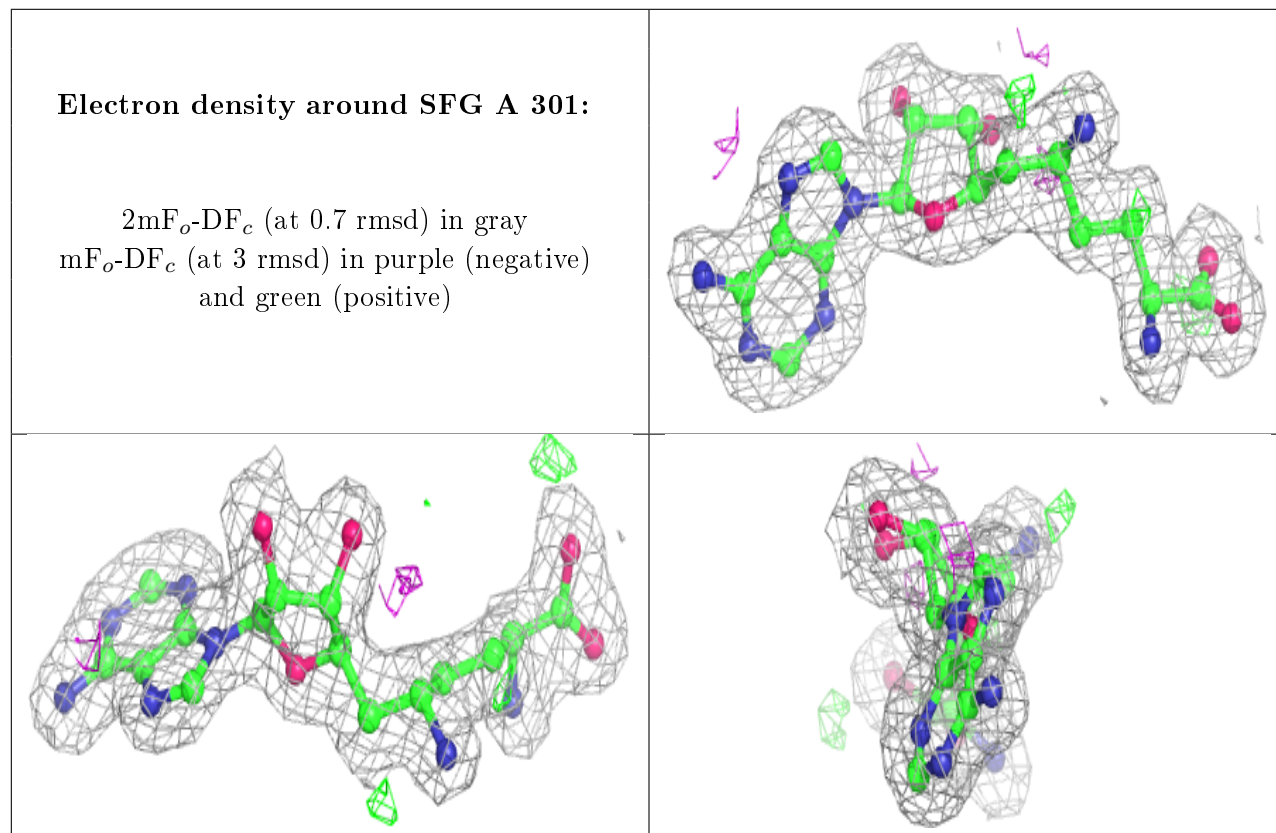 Electron density around SFG A 301:
2mFₒ-DF𝒸 (at 0.7 rmsd) in gray
mFₒ-DF𝒸 (at 3 rmsd) in purple (negative)
and green (positive)